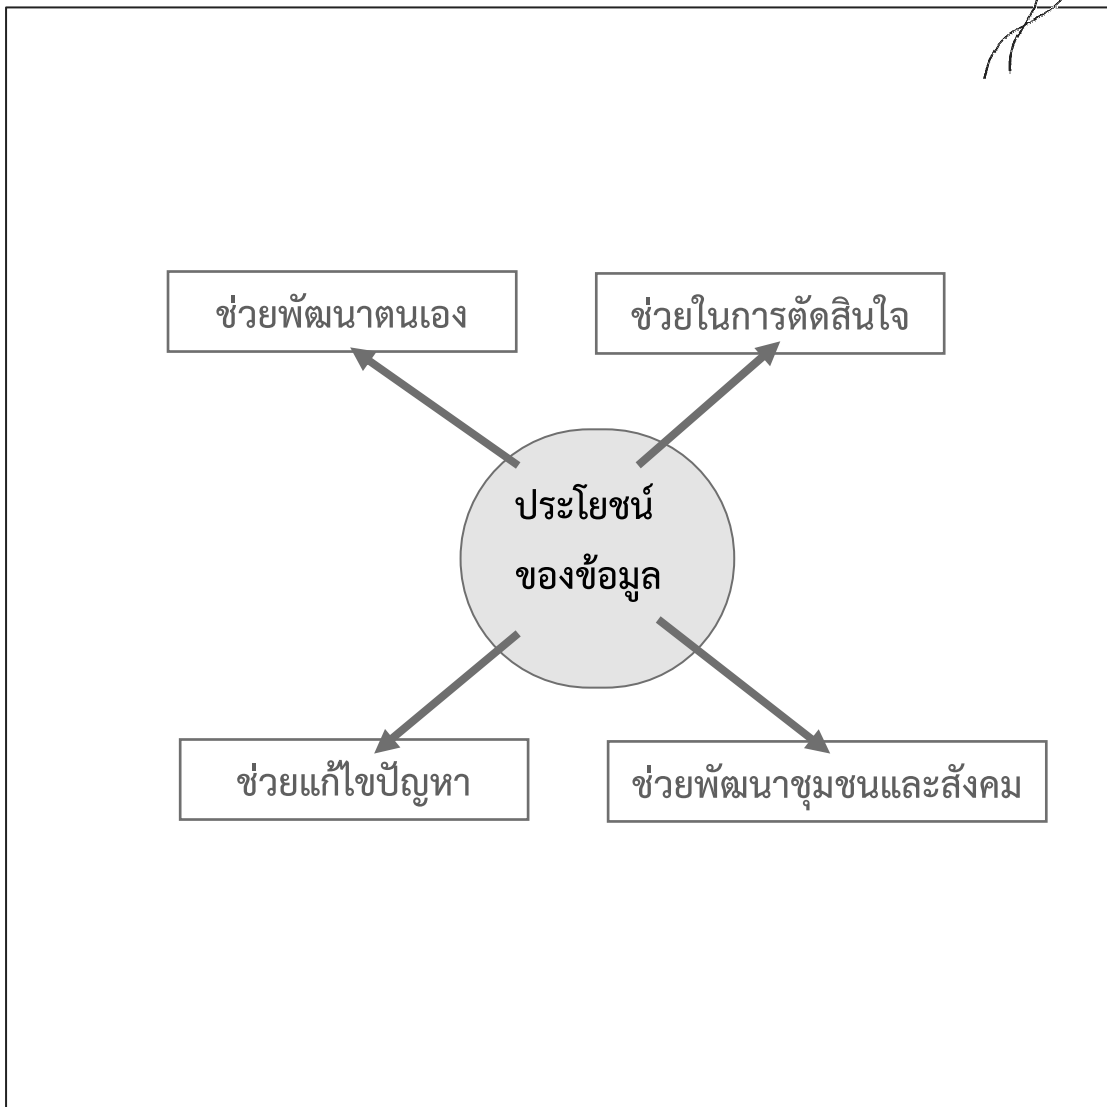 ช่วยพัฒนาตนเอง
ช่วยในการตัดสินใจ
ประโยชน์
ของข้อมูล
ช่วยแก้ไขปัญหา
ช่วยพัฒนาชุมชนและสังคม